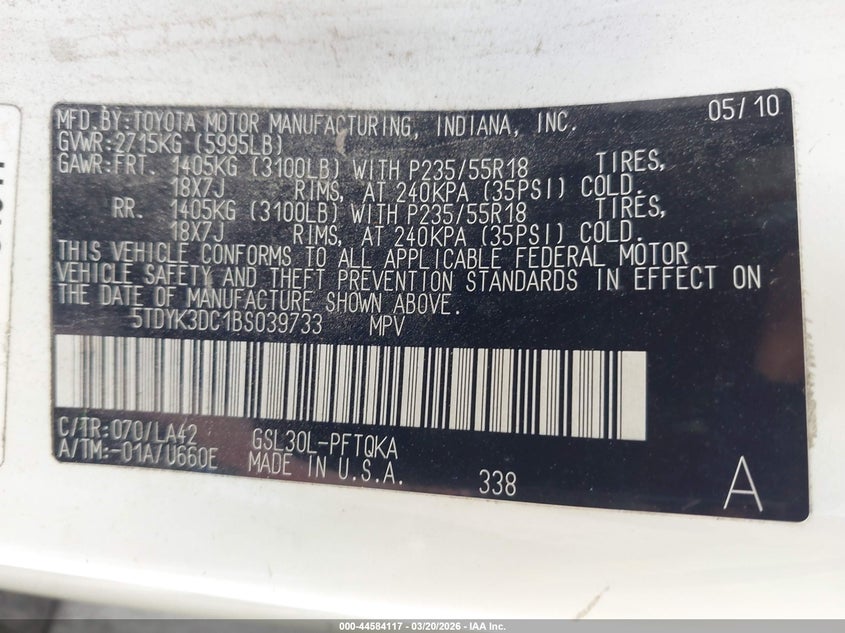 MFD.BY:TOYOTA MOTOR MANUFACTURING, INDIANA, INC. 05/10
GVWR:2715KG (5995LB)
GAWR:FRT. 1405KG (3100LB) WITH P235/55R18 TIRES,
18X7J RIMS, AT 240KPA (35PSI) COLD.
RR. 1405KG (3100LB) WITH P235/55R18 TIRES,
18X7J RIMS, AT 240KPA (35PSI) COLD.
THIS VEHICLE CONFORMS TO ALL APPLICABLE FEDERAL MOTOR
VEHICLE SAFETY AND THEFT PREVENTION STANDARDS IN EFFECT ON
THE DATE OF MANUFACTURE SHOWN ABOVE.
5TDYK3DC1BS039733 MPV
C/TR:070/LA42 GSL30L-PFTQKA
A/TM:-01A/U660E MADE IN U.S.A. 338 A
000-44584117 - 03/20/2026 - IAA Inc.